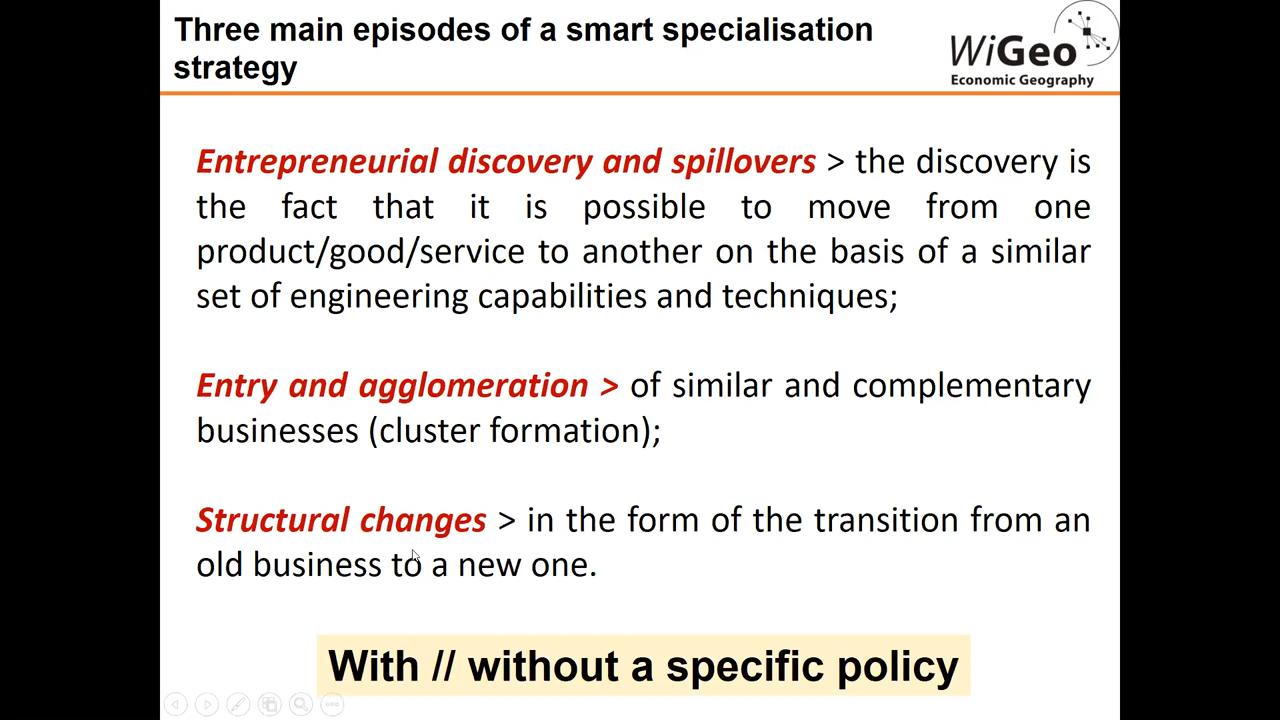 Three main episodes of a smart specialisation
strategy
WiGeo
Economic Geography
Entrepreneurial discovery and spillovers > the discovery is
the fact that it is possible to move from one
product/good/service to another on the basis of a similar
set of engineering capabilities and techniques;
Entry and agglomeration > of similar and complementary
businesses (cluster formation);
Structural changes > in the form of the transition from an
old business to a new one.
With // without a specific policy